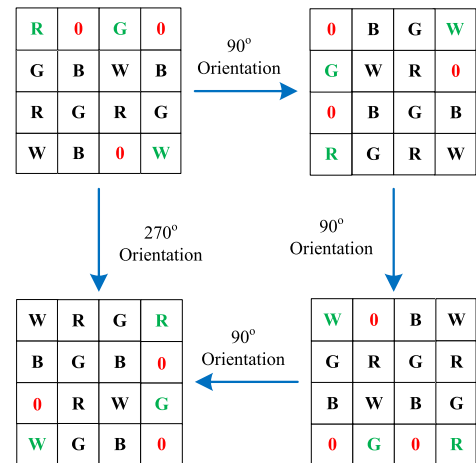 R 0 G 0
G B W B
R G R G
W B 0 W
90° Orientation
0 B G W
G W R 0
0 B G B
R G R W
270° Orientation
90° Orientation
W R G R
B G B 0
0 R W G
W G B 0
90° Orientation
W 0 B W
G R G R
B W B G
0 G 0 R